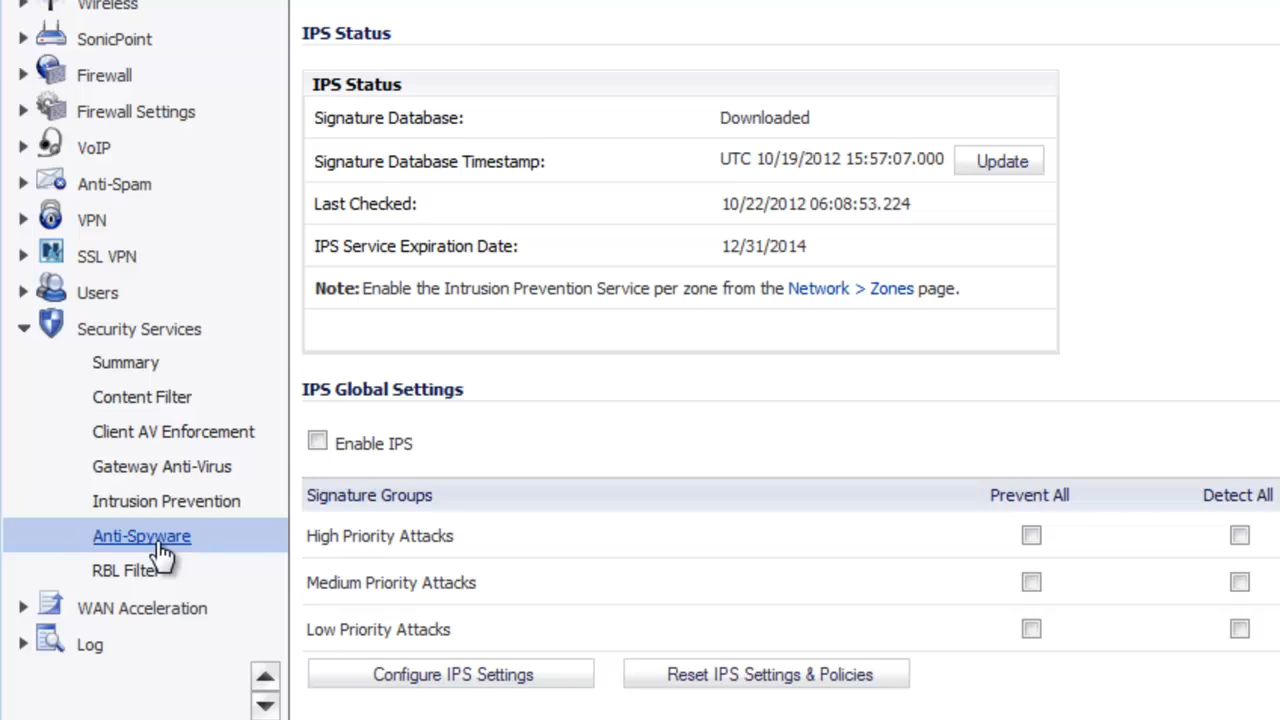 Wireless
SonicPoint
Firewall
Firewall Settings
VoIP
Anti-Spam
VPN
SSL VPN
Users
Security Services
Summary
Content Filter
Client AV Enforcement
Gateway Anti-Virus
Intrusion Prevention
Anti-Spyware
RBL Filter
WAN Acceleration
Log
IPS Status
IPS Status
Signature Database: Downloaded
Signature Database Timestamp: UTC 10/19/2012 15:57:07.000 Update
Last Checked: 10/22/2012 06:08:53.224
IPS Service Expiration Date: 12/31/2014
Note: Enable the Intrusion Prevention Service per zone from the Network > Zones page.
IPS Global Settings
Enable IPS
Signature Groups Prevent All Detect All
High Priority Attacks
Medium Priority Attacks
Low Priority Attacks
Configure IPS Settings Reset IPS Settings & Policies